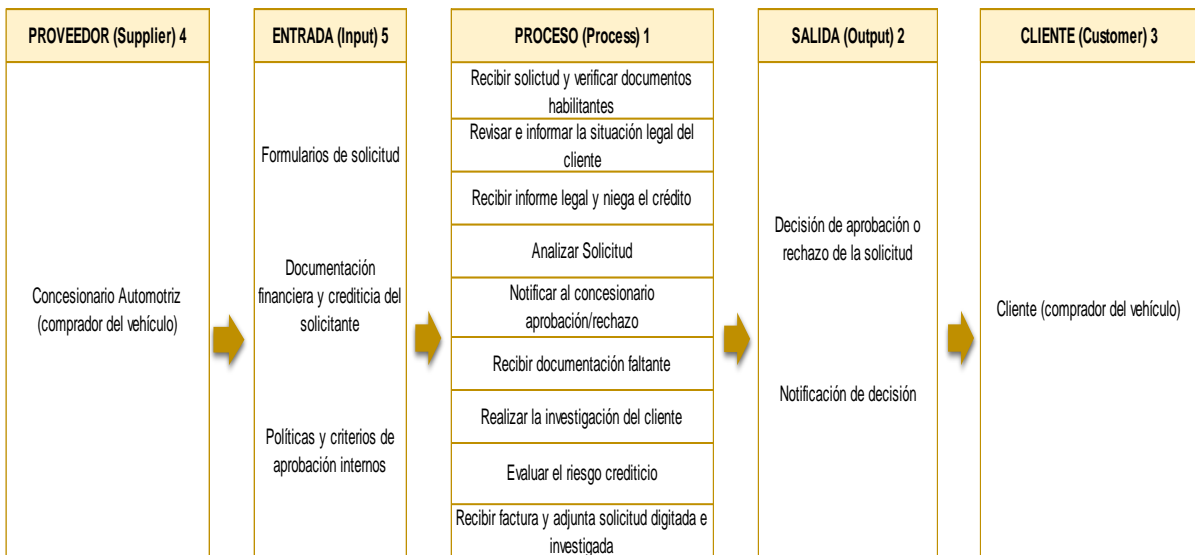 PROVEEDOR (Supplier) 4
Concesionario Automotriz
(comprador del vehículo)
ENTRADA (Input) 5
Formularios de solicitud
Documentación
financiera y crediticia del
solicitante
Políticas y criterios de
aprobación internos
PROCESO (Process) 1
Recibir solictud y verificar documentos
habilitantes
Revisar e informar la situación legal del
cliente
Recibir informe legal y niega el crédito
Analizar Solicitud
Notificar al concesionario
aprobación/rechazo
Recibir documentación faltante
Realizar la investigación del cliente
Evaluar el riesgo crediticio
Recibir factura y adjunta solicitud digitada e
investigada
SALIDA (Output) 2
Decisión de aprobación o
rechazo de la solicitud
Notificación de decisión
CLIENTE (Customer) 3
Cliente (comprador del vehículo)